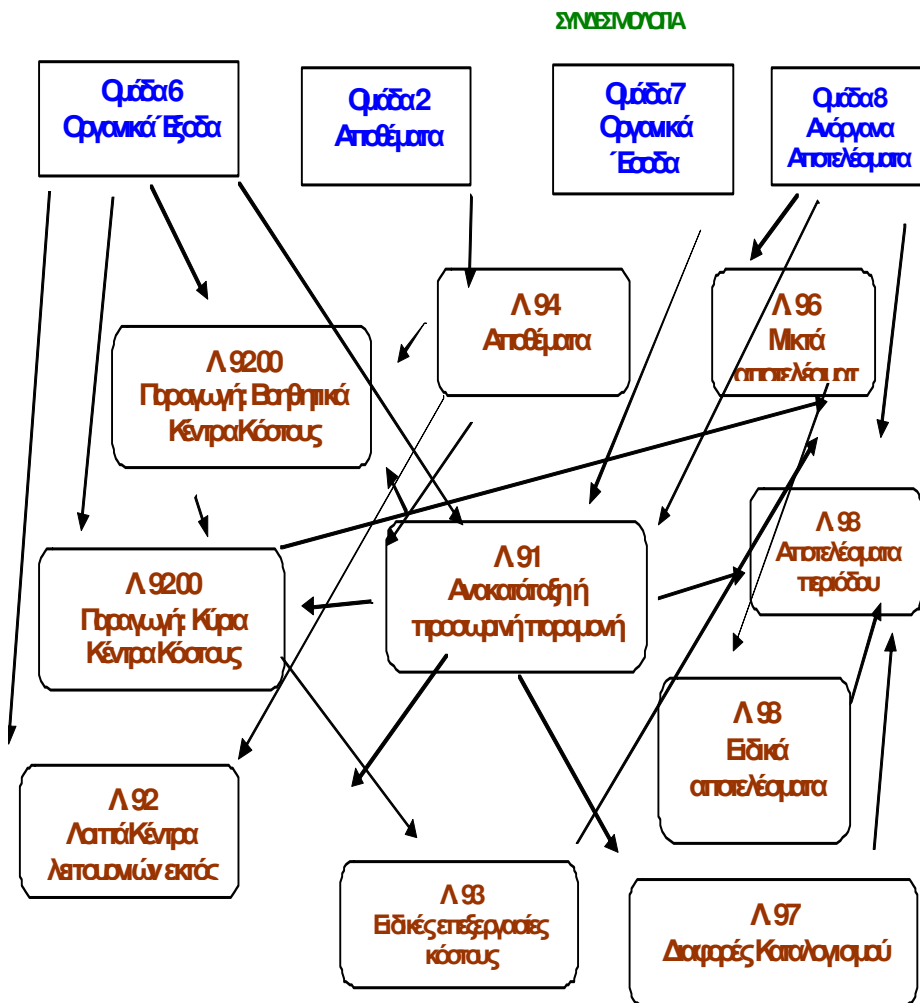 ΣΥΝΔΕΣΜΟΛΟΓΙΑ
Ομάδα 6
Οργανικά Έξοδα
Ομάδα 2
Αποθέματα
Ομάδα 7
Οργανικά
Έσοδα
Ομάδα 8
Ανόργανα
Αποτελέσματα
Λ 94
Αποθέματα
Λ 96
Μικτά
αποτελέσματ
Λ 9200
Παραγωγή: Βοηθητικά
Κέντρα Κόστους
Λ 98
Αποτελέσματα
περιόδου
Λ 9200
Παραγωγή: Κύρια
Κέντρα Κόστους
Λ 91
Ανακατάταξη ή
προσωρινή παραμονή
Λ 98
Ειδικά
αποτελέσματα
Λ 92
Λοιπά Κέντρα
λειτουργιών εκτός
Λ 93
Ειδικές επεξεργασίες
κόστους
Λ 97
Διαφορές Καταλογισμού